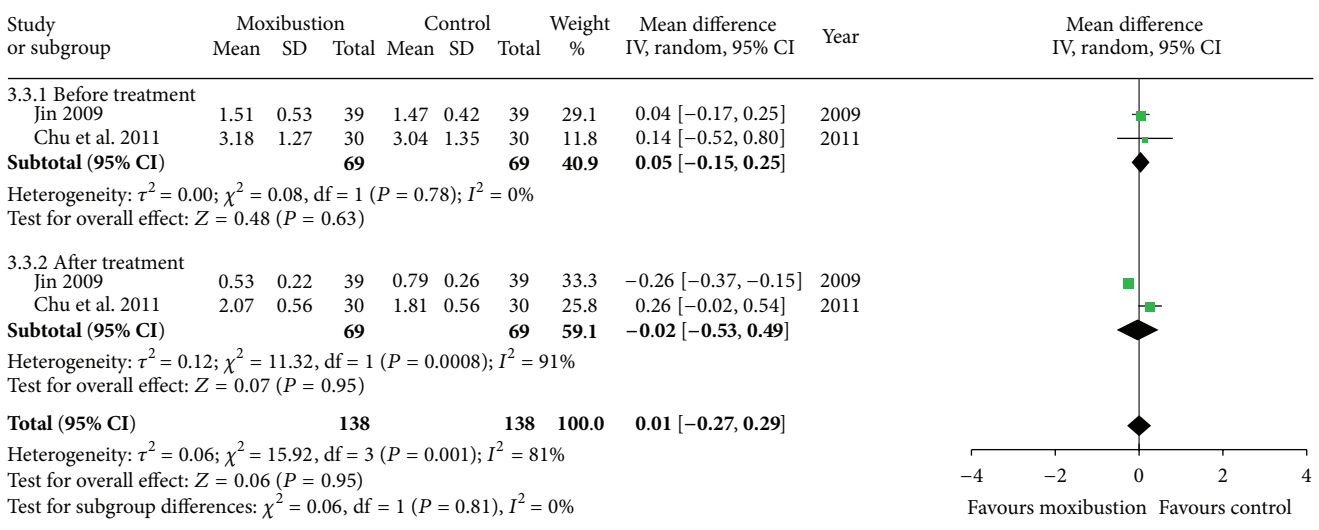 Study or subgroup Moxibustion Control Weight % Mean difference IV, random, 95% CI Year Mean difference IV, random, 95% CI
Mean SD Total Mean SD Total
3.3.1 Before treatment
Jin 2009 1.51 0.53 39 1.47 0.42 39 29.1 0.04 [−0.17, 0.25] 2009
Chu et al. 2011 3.18 1.27 30 3.04 1.35 30 11.8 0.14 [−0.52, 0.80] 2011
Subtotal (95% CI) 69 69 40.9 0.05 [−0.15, 0.25]
Heterogeneity: τ² = 0.00; χ² = 0.08, df = 1 (P = 0.78); I² = 0%
Test for overall effect: Z = 0.48 (P = 0.63)
3.3.2 After treatment
Jin 2009 0.53 0.22 39 0.79 0.26 39 33.3 −0.26 [−0.37, −0.15] 2009
Chu et al. 2011 2.07 0.56 30 1.81 0.56 30 25.8 0.26 [−0.02, 0.54] 2011
Subtotal (95% CI) 69 69 59.1 −0.02 [−0.53, 0.49]
Heterogeneity: τ² = 0.12; χ² = 11.32, df = 1 (P = 0.0008); I² = 91%
Test for overall effect: Z = 0.07 (P = 0.95)
Total (95% CI) 138 138 100.0 0.01 [−0.27, 0.29]
Heterogeneity: τ² = 0.06; χ² = 15.92, df = 3 (P = 0.001); I² = 81%
Test for overall effect: Z = 0.06 (P = 0.95)
Test for subgroup differences: χ² = 0.06, df = 1 (P = 0.81), I² = 0%
−4 −2 0 2 4
Favours moxibustion Favours control